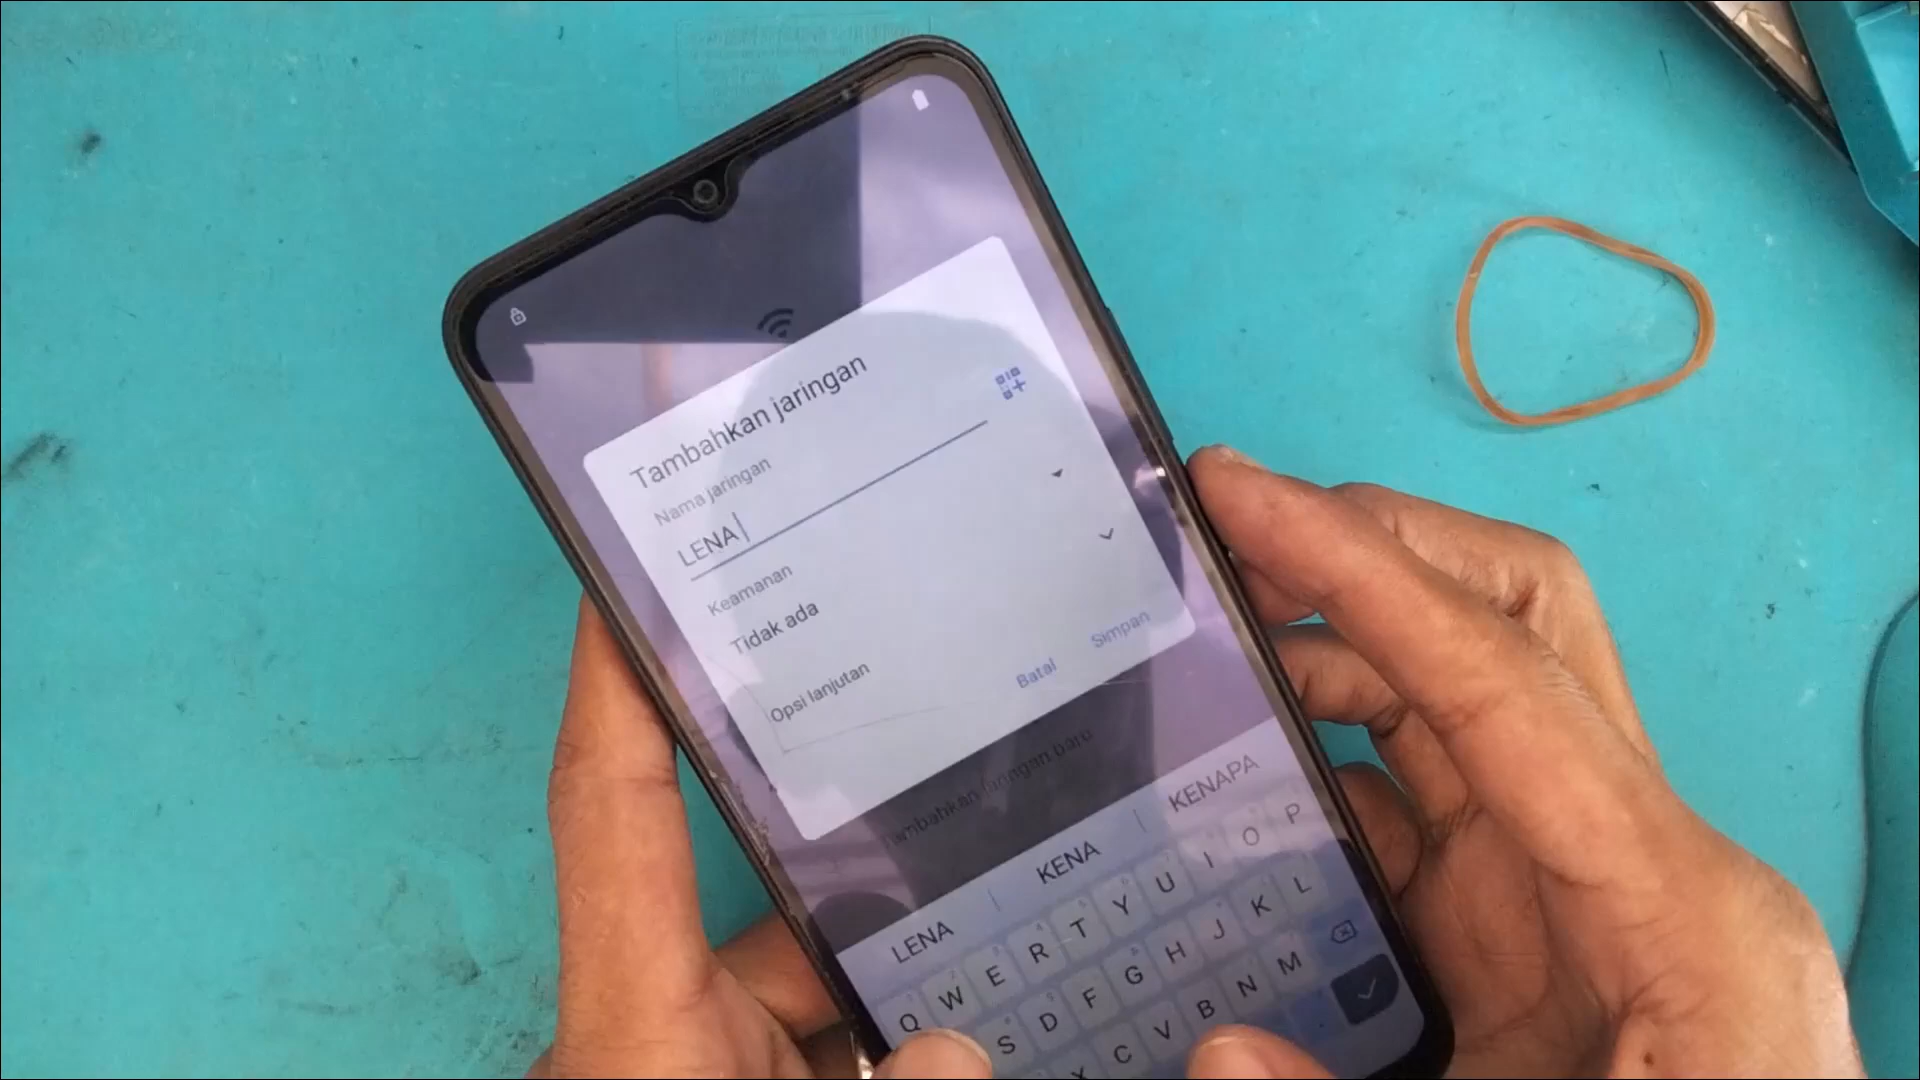 Tambahkan jaringan
Nama jaringan
LENA
Keamanan
Tidak ada
Opsi lanjutan
Batal Simpan
Tambahkan jaringan baru
LENA KENA KENAPA
Q W E R T Y U I O P
S D F G H J K L
X C V B N M